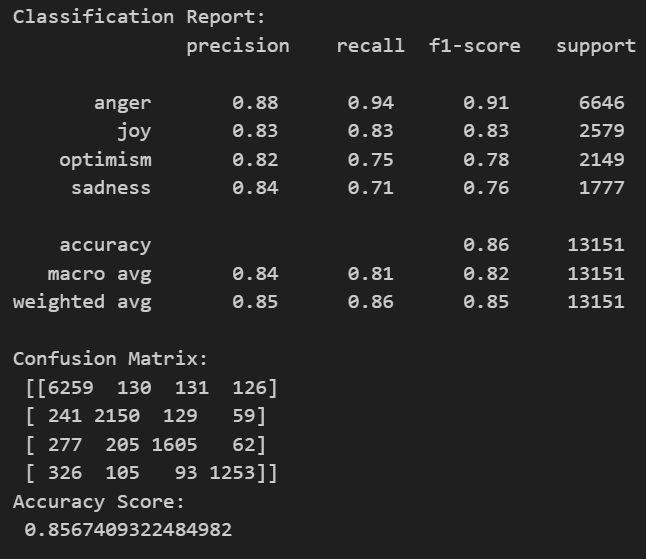 Classification Report:
precision recall f1-score support
anger 0.88 0.94 0.91 6646
joy 0.83 0.83 0.83 2579
optimism 0.82 0.75 0.78 2149
sadness 0.84 0.71 0.76 1777
accuracy 0.86 13151
macro avg 0.84 0.81 0.82 13151
weighted avg 0.85 0.86 0.85 13151
Confusion Matrix:
[[6259 130 131 126]
[ 241 2150 129 59]
[ 277 205 1605 62]
[ 326 105 93 1253]]
Accuracy Score:
0.8567409322484982